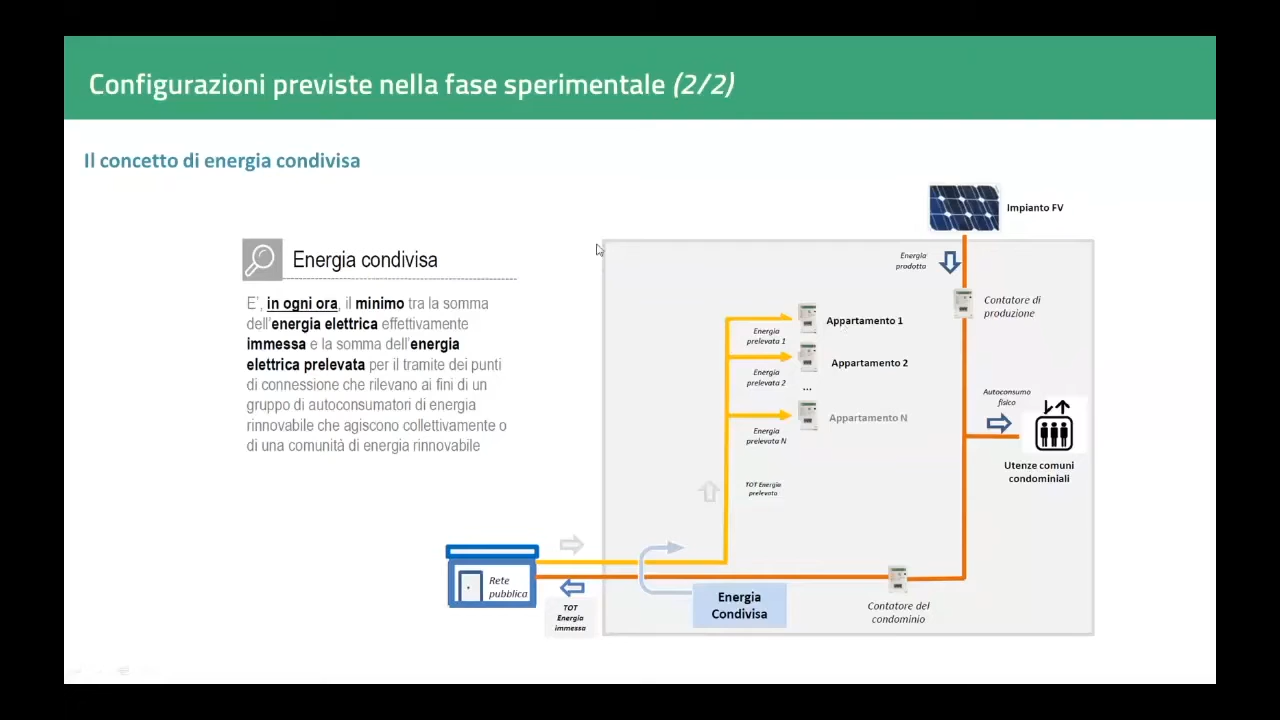 Configurazioni previste nella fase sperimentale (2/2)
Il concetto di energia condivisa
Energia condivisa
E', in ogni ora, il minimo tra la somma
dell'energia elettrica effettivamente
immessa e la somma dell'energia
elettrica prelevata per il tramite dei punti
di connessione che rilevano ai fini di un
gruppo di autoconsumatori di energia
rinnovabile che agiscono collettivamente o
di una comunità di energia rinnovabile
Impianto FV
Energia
prodotta
Contatore di
produzione
Energia
prelevata 1
Appartamento 1
Energia
prelevata 2
Appartamento 2
...
Energia
prelevata N
Appartamento N
Autoconsumo
fisico
Utenze comuni
condominiali
TOT Energia
prelevata
Rete
pubblica
TOT
Energia
immessa
Energia
Condivisa
Contatore del
condominio